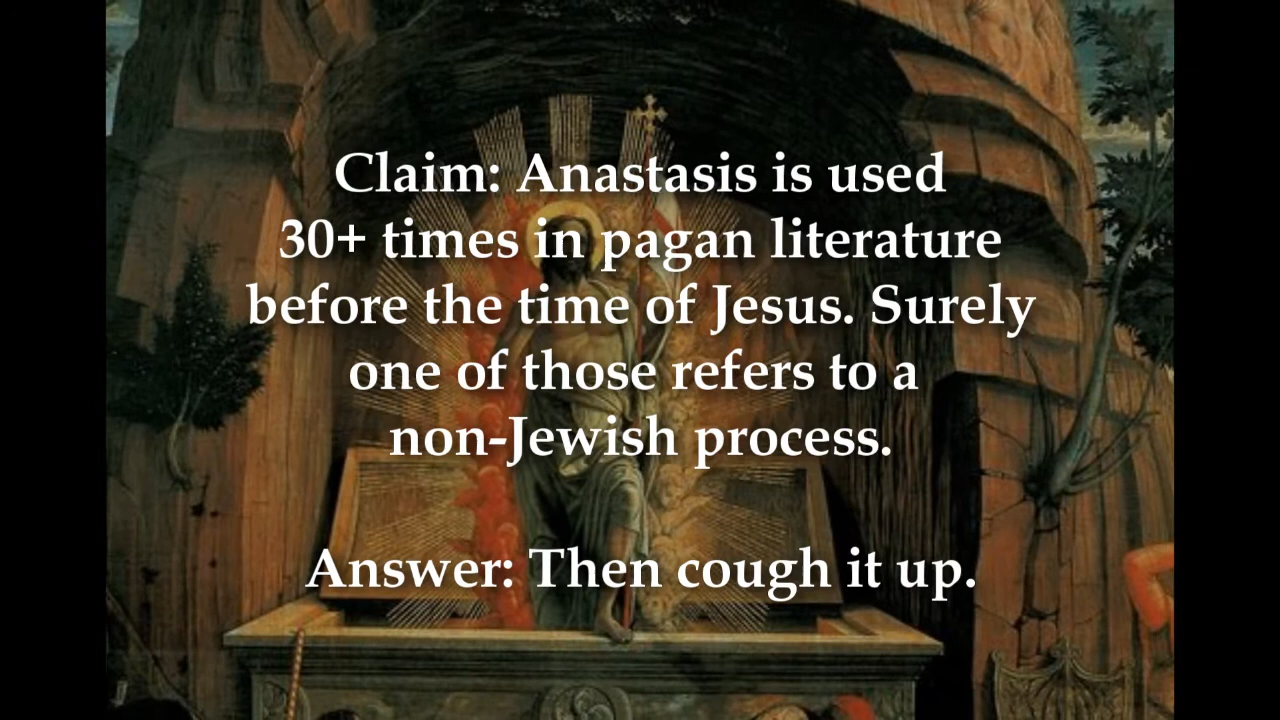 Claim: Anastasis is used
30+ times in pagan literature
before the time of Jesus. Surely
one of those refers to a
non-Jewish process.
Answer: Then cough it up.